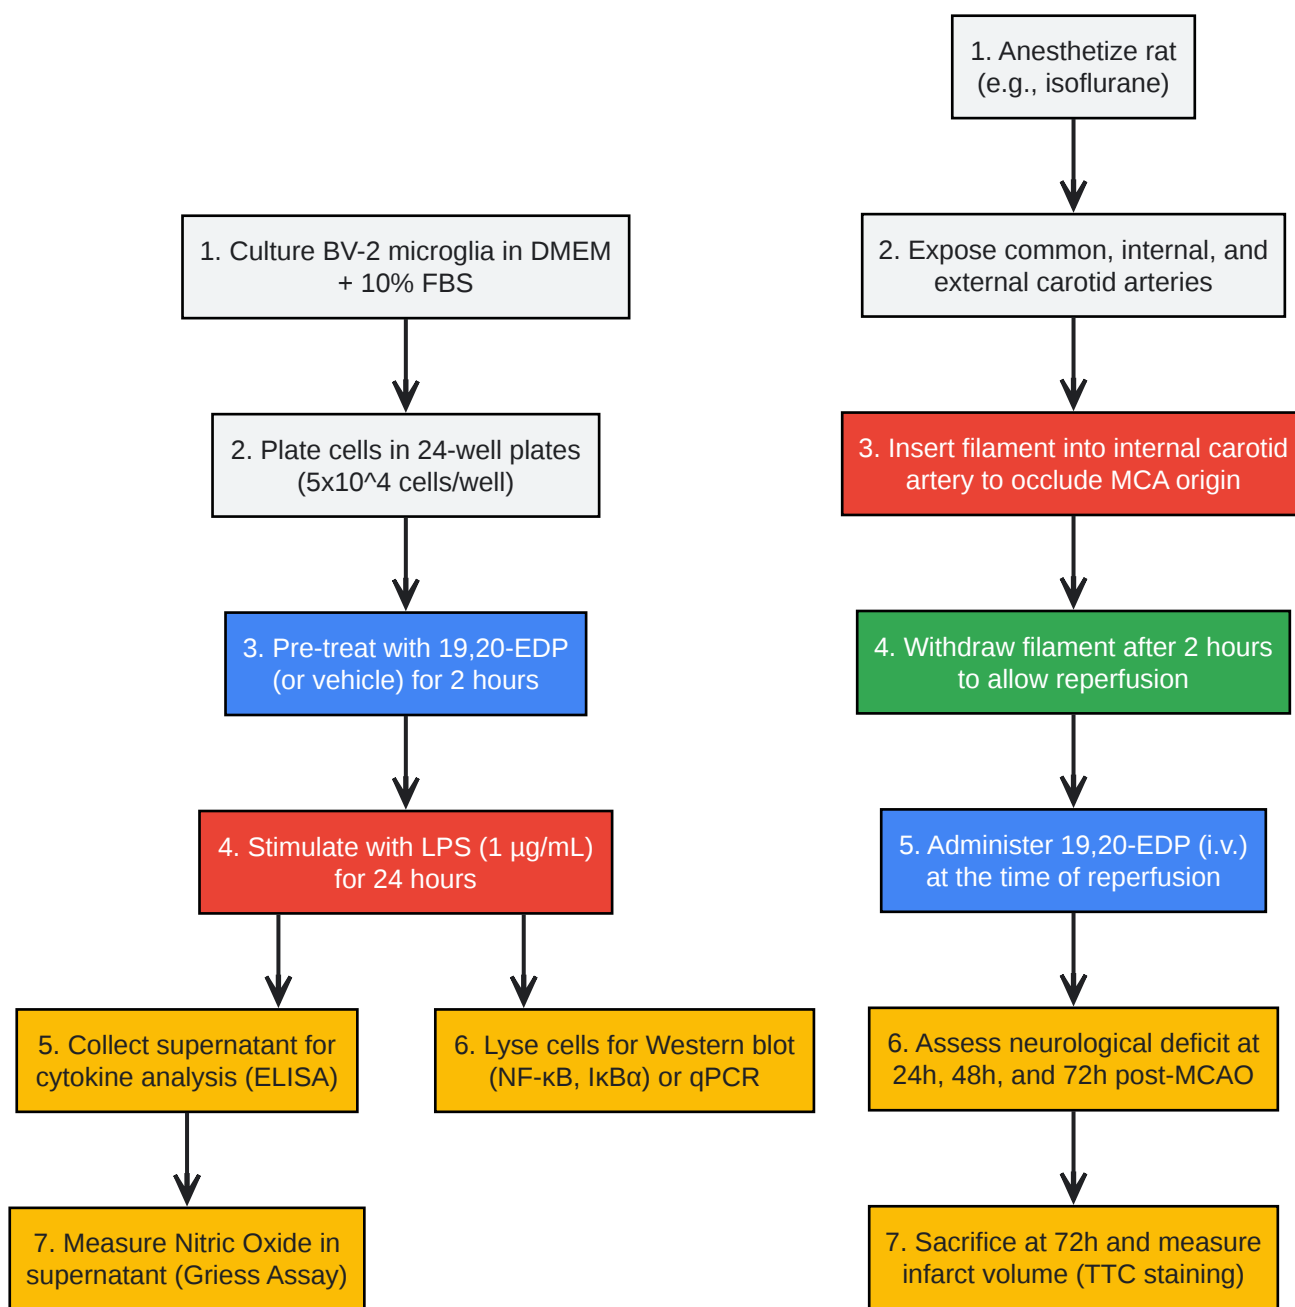 1. Culture BV-2 microglia in DMEM
+ 10% FBS
2. Plate cells in 24-well plates
(5x10^4 cells/well)
3. Pre-treat with 19,20-EDP
(or vehicle) for 2 hours
4. Stimulate with LPS (1 µg/mL)
for 24 hours
5. Collect supernatant for
cytokine analysis (ELISA)
6. Lyse cells for Western blot
(NF-κB, IκBα) or qPCR
7. Measure Nitric Oxide in
supernatant (Griess Assay)
1. Anesthetize rat
(e.g., isoflurane)
2. Expose common, internal, and
external carotid arteries
3. Insert filament into internal carotid
artery to occlude MCA origin
4. Withdraw filament after 2 hours
to allow reperfusion
5. Administer 19,20-EDP (i.v.)
at the time of reperfusion
6. Assess neurological deficit at
24h, 48h, and 72h post-MCAO
7. Sacrifice at 72h and measure
infarct volume (TTC staining)